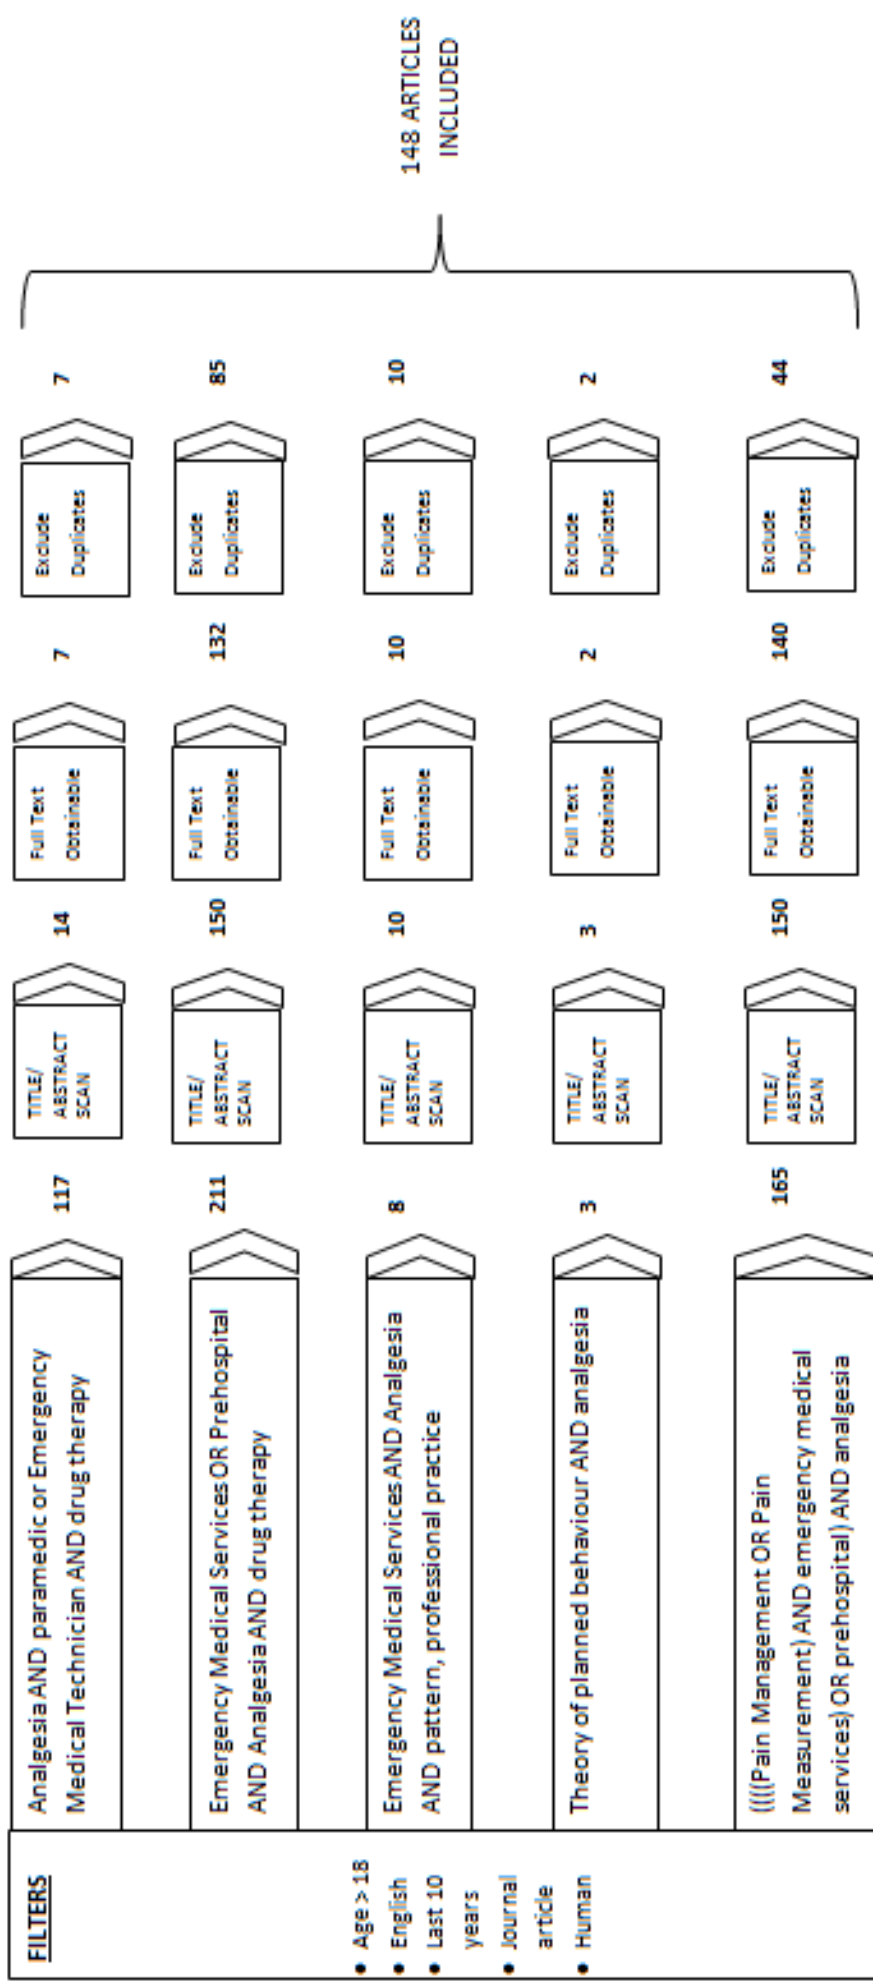 FILTERS
• Age > 18
• English
• Last 10
years
• Journal
article
• Human
Analgesia AND paramedic or Emergency
Medical Technician AND drug therapy
117
TITLE/
ABSTRACT
SCAN
14
Full Text
Obtainable
7
Exclude
Duplicates
7
Emergency Medical Services OR Prehospital
AND Analgesia AND drug therapy
211
TITLE/
ABSTRACT
SCAN
150
Full Text
Obtainable
132
Exclude
Duplicates
85
Emergency Medical Services AND Analgesia
AND pattern, professional practice
8
TITLE/
ABSTRACT
SCAN
10
Full Text
Obtainable
10
Exclude
Duplicates
10
Theory of planned behaviour AND analgesia
3
TITLE/
ABSTRACT
SCAN
3
Full Text
Obtainable
2
Exclude
Duplicates
2
((((Pain Management OR Pain
Measurement) AND emergency medical
services) OR prehospital) AND analgesia
165
TITLE/
ABSTRACT
SCAN
150
Full Text
Obtainable
140
Exclude
Duplicates
44
148 ARTICLES
INCLUDED